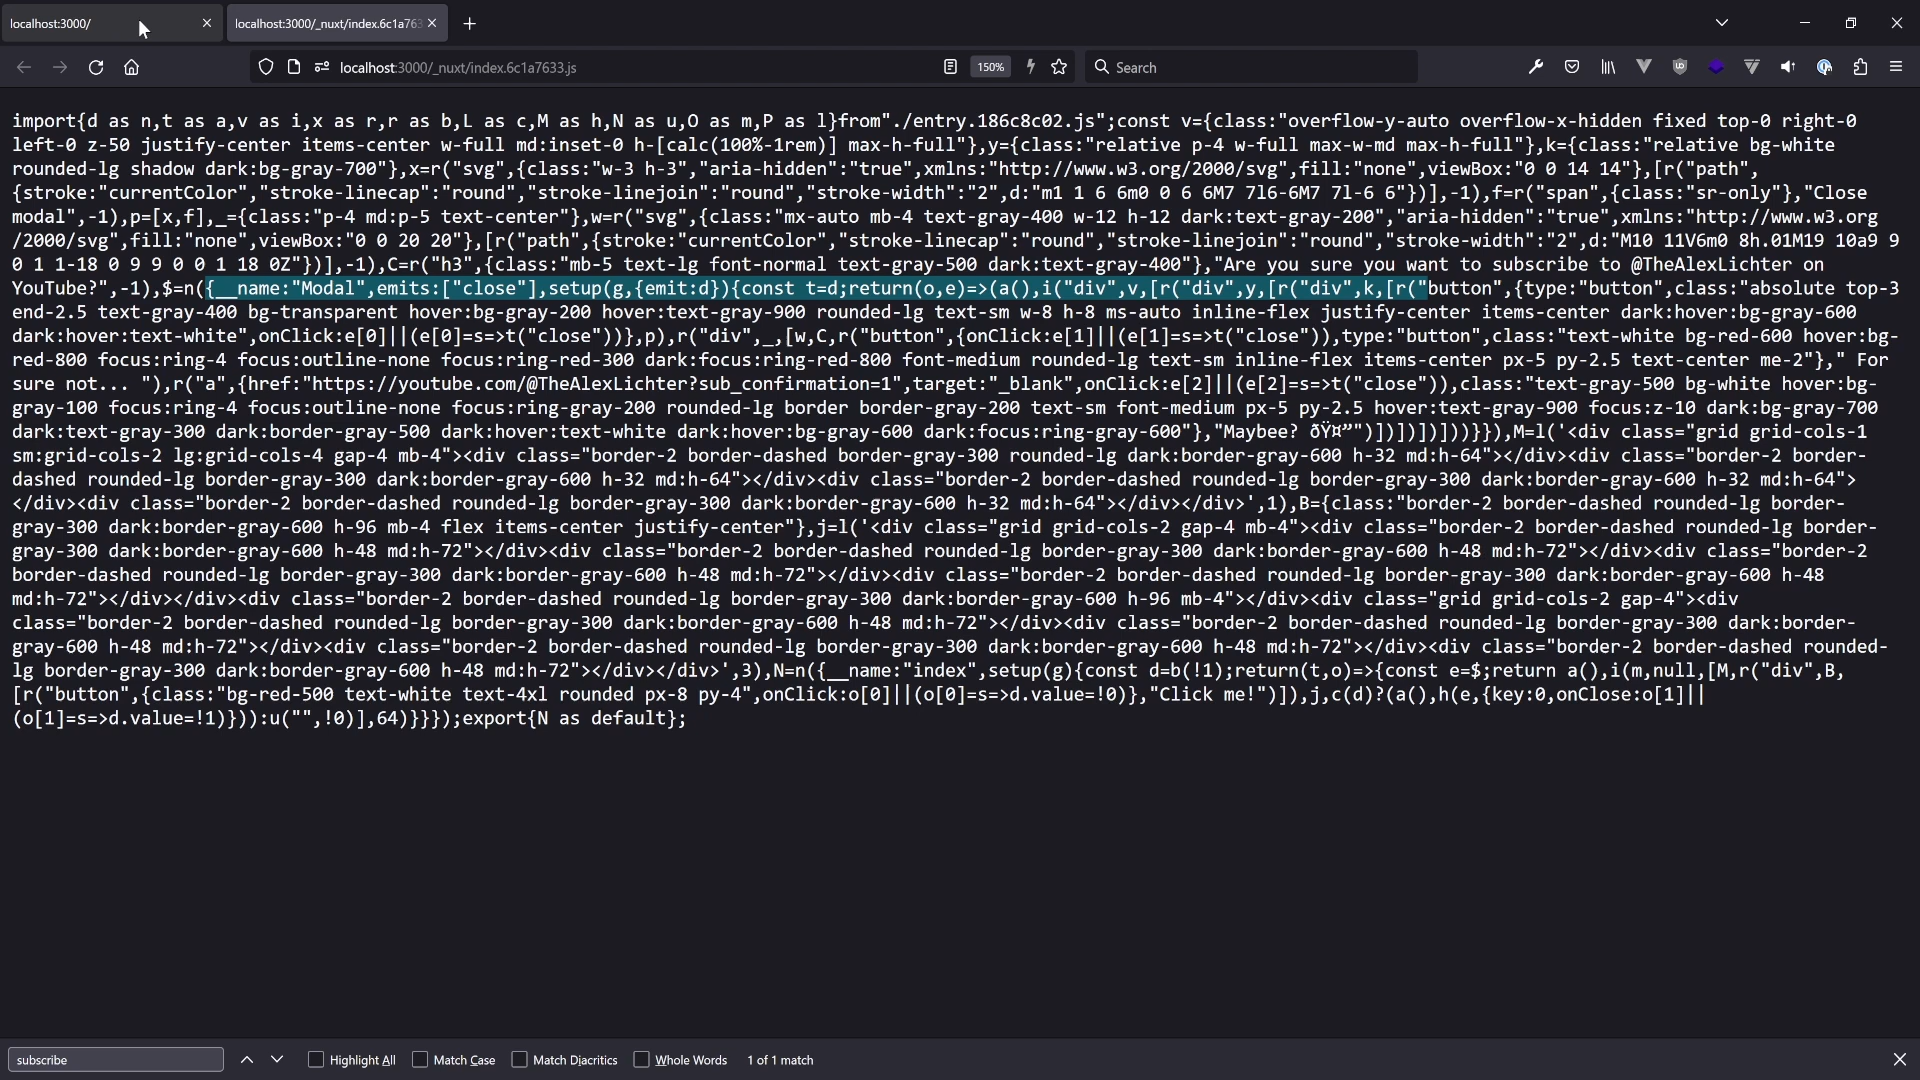 localhost:3000/
localhost:3000/_nuxt/index.6c1a763
localhost:3000/_nuxt/index.6c1a7633.js
150%
Search
import{d as n,t as a,v as i,x as r,r as b,L as c,M as h,N as u,O as m,P as l}from"./entry.186c8c02.js";const v={class:"overflow-y-auto overflow-x-hidden fixed top-0 right-0
left-0 z-50 justify-center items-center w-full md:inset-0 h-[calc(100%-1rem)] max-h-full"},y={class:"relative p-4 w-full max-w-md max-h-full"},k={class:"relative bg-white
rounded-lg shadow dark:bg-gray-700"},x=r("svg",{class:"w-3 h-3","aria-hidden":"true",xmlns:"http://www.w3.org/2000/svg",fill:"none",viewBox:"0 0 14 14"},[r("path",
{stroke:"currentColor","stroke-linecap":"round","stroke-linejoin":"round","stroke-width":"2",d:"m1 1 6 6m0 0 6 6M7 7l6-6M7 7l-6 6"})],-1),f=r("span",{class:"sr-only"},"Close
modal",-1),p=[x,f],_={class:"p-4 md:p-5 text-center"},w=r("svg",{class:"mx-auto mb-4 text-gray-400 w-12 h-12 dark:text-gray-200","aria-hidden":"true",xmlns:"http://www.w3.org
/2000/svg",fill:"none",viewBox:"0 0 20 20"},[r("path",{stroke:"currentColor","stroke-linecap":"round","stroke-linejoin":"round","stroke-width":"2",d:"M10 11V6m0 8h.01M19 10a9 9
0 1 1-18 0 9 9 0 0 1 18 0Z"})],-1),C=r("h3",{class:"mb-5 text-lg font-normal text-gray-500 dark:text-gray-400"},"Are you sure you want to subscribe to @TheAlexLichter on
YouTube?",-1),$=n({__name:"Modal",emits:["close"],setup(g,{emit:d}){const t=d;return(o,e)=>(a(),i("div",v,[r("div",y,[r("div",k,[r("button",{type:"button",class:"absolute top-3
end-2.5 text-gray-400 bg-transparent hover:bg-gray-200 hover:text-gray-900 rounded-lg text-sm w-8 h-8 ms-auto inline-flex justify-center items-center dark:hover:bg-gray-600
dark:hover:text-white",onClick:e[0]||(e[0]=s=>t("close"))},p),r("div",_,[w,C,r("button",{onClick:e[1]||(e[1]=s=>t("close")),type:"button",class:"text-white bg-red-600 hover:bg-
red-800 focus:ring-4 focus:outline-none focus:ring-red-300 dark:focus:ring-red-800 font-medium rounded-lg text-sm inline-flex items-center px-5 py-2.5 text-center me-2"}," For
sure not... "),r("a",{href:"https://youtube.com/@TheAlexLichter?sub_confirmation=1",target:"_blank",onClick:e[2]||(e[2]=s=>t("close")),class:"text-gray-500 bg-white hover:bg-
gray-100 focus:ring-4 focus:outline-none focus:ring-gray-200 rounded-lg border border-gray-200 text-sm font-medium px-5 py-2.5 hover:text-gray-900 focus:z-10 dark:bg-gray-700
dark:text-gray-300 dark:border-gray-500 dark:hover:text-white dark:hover:bg-gray-600 dark:focus:ring-gray-600"},"Maybee? ðŸ¤”")])])])]))}}),M=l('<div class="grid grid-cols-1
sm:grid-cols-2 lg:grid-cols-4 gap-4 mb-4"><div class="border-2 border-dashed border-gray-300 rounded-lg dark:border-gray-600 h-32 md:h-64"></div><div class="border-2 border-
dashed rounded-lg border-gray-300 dark:border-gray-600 h-32 md:h-64"></div><div class="border-2 border-dashed rounded-lg border-gray-300 dark:border-gray-600 h-32 md:h-64">
</div><div class="border-2 border-dashed rounded-lg border-gray-300 dark:border-gray-600 h-32 md:h-64"></div></div>',1),B={class:"border-2 border-dashed rounded-lg border-
gray-300 dark:border-gray-600 h-96 mb-4 flex items-center justify-center"},j=l('<div class="grid grid-cols-2 gap-4 mb-4"><div class="border-2 border-dashed rounded-lg border-
gray-300 dark:border-gray-600 h-48 md:h-72"></div><div class="border-2 border-dashed rounded-lg border-gray-300 dark:border-gray-600 h-48 md:h-72"></div><div class="border-2
border-dashed rounded-lg border-gray-300 dark:border-gray-600 h-48 md:h-72"></div><div class="border-2 border-dashed rounded-lg border-gray-300 dark:border-gray-600 h-48
md:h-72"></div></div><div class="border-2 border-dashed rounded-lg border-gray-300 dark:border-gray-600 h-96 mb-4"></div><div class="grid grid-cols-2 gap-4"><div
class="border-2 border-dashed rounded-lg border-gray-300 dark:border-gray-600 h-48 md:h-72"></div><div class="border-2 border-dashed rounded-lg border-gray-300 dark:border-
gray-600 h-48 md:h-72"></div><div class="border-2 border-dashed rounded-lg border-gray-300 dark:border-gray-600 h-48 md:h-72"></div><div class="border-2 border-dashed rounded-
lg border-gray-300 dark:border-gray-600 h-48 md:h-72"></div></div>',3),N=n({__name:"index",setup(g){const d=b(!1);return(t,o)=>{const e=$;return a(),i(m,null,[M,r("div",B,
[r("button",{class:"bg-red-500 text-white text-4xl rounded px-8 py-4",onClick:o[0]||(o[0]=s=>d.value=!0)},"Click me!")]),j,c(d)?(a(),h(e,{key:0,onClose:o[1]||
(o[1]=s=>d.value=!1)})):u("",!0)],64)}}});export{N as default};
subscribe
Highlight All
Match Case
Match Diacritics
Whole Words
1 of 1 match